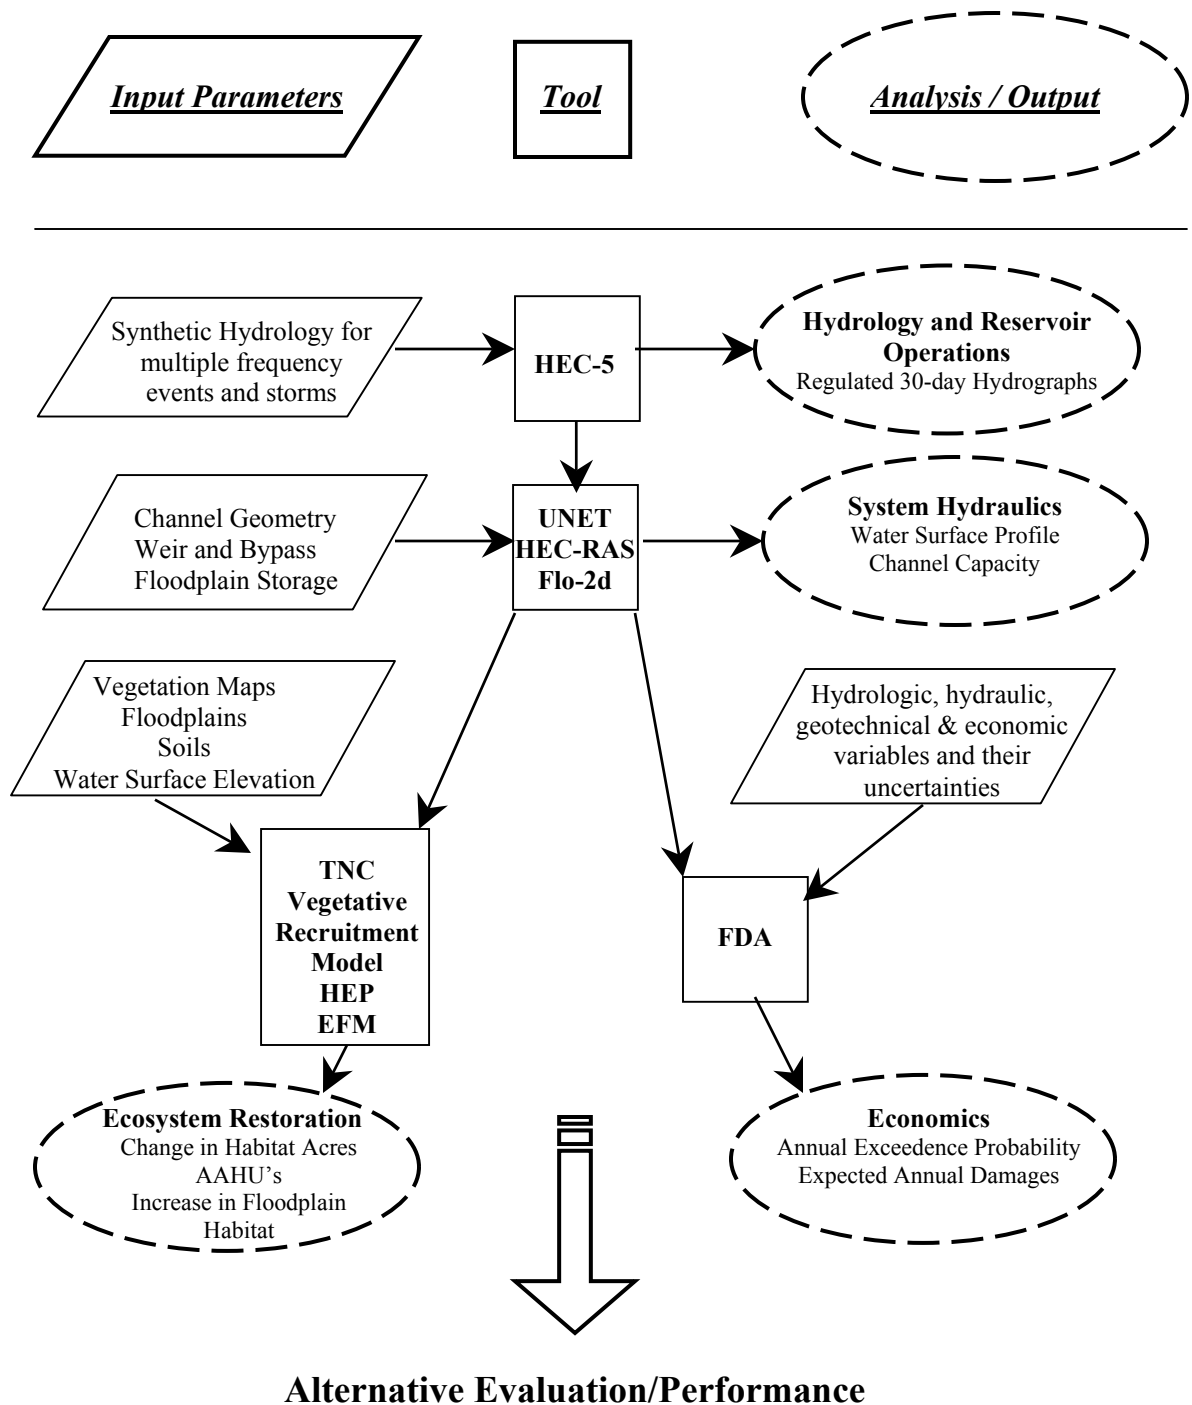 Input Parameters
Tool
Analysis / Output
Synthetic Hydrology for
multiple frequency
events and storms
HEC-5
Hydrology and Reservoir
Operations
Regulated 30-day Hydrographs
Channel Geometry
Weir and Bypass
Floodplain Storage
UNET
HEC-RAS
Flo-2d
System Hydraulics
Water Surface Profile
Channel Capacity
Vegetation Maps
Floodplains
Soils
Water Surface Elevation
Hydrologic, hydraulic,
geotechnical & economic
variables and their
uncertainties
TNC
Vegetative
Recruitment
Model
HEP
EFM
FDA
Ecosystem Restoration
Change in Habitat Acres
AAHU's
Increase in Floodplain
Habitat
Economics
Annual Exceedence Probability
Expected Annual Damages
Alternative Evaluation/Performance